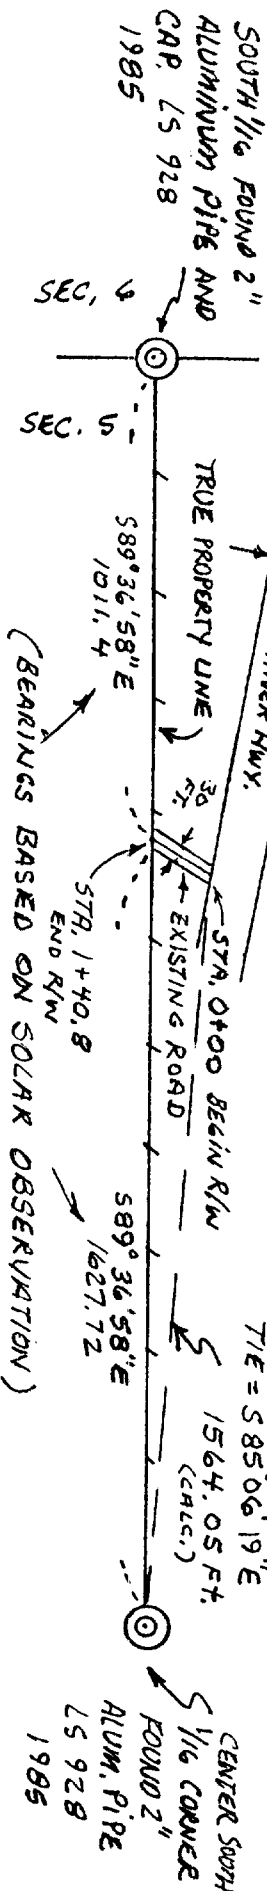 SOUTH 1/16 FOUND 2"
ALUMINUM PIPE AND
CAP, LS 928
1985
SEC, 6
SEC. 5
TRUE PROPERTY LINE
S89°36'58"E
1011.4
HWY.
30
FT.
STA, 0+00 BEGIN R/W
EXISTING ROAD
STA, 1+40,8
END R/W
(BEARINGS BASED ON SOLAR OBSERVATION)
S89°36'58"E
1627.72
TIE = S 85°06'19"E
1564.05 FT.
(CALC.)
CENTER SOUTH
S 1/16 CORNER
FOUND 2"
ALUM. PIPE
LS 928
1985